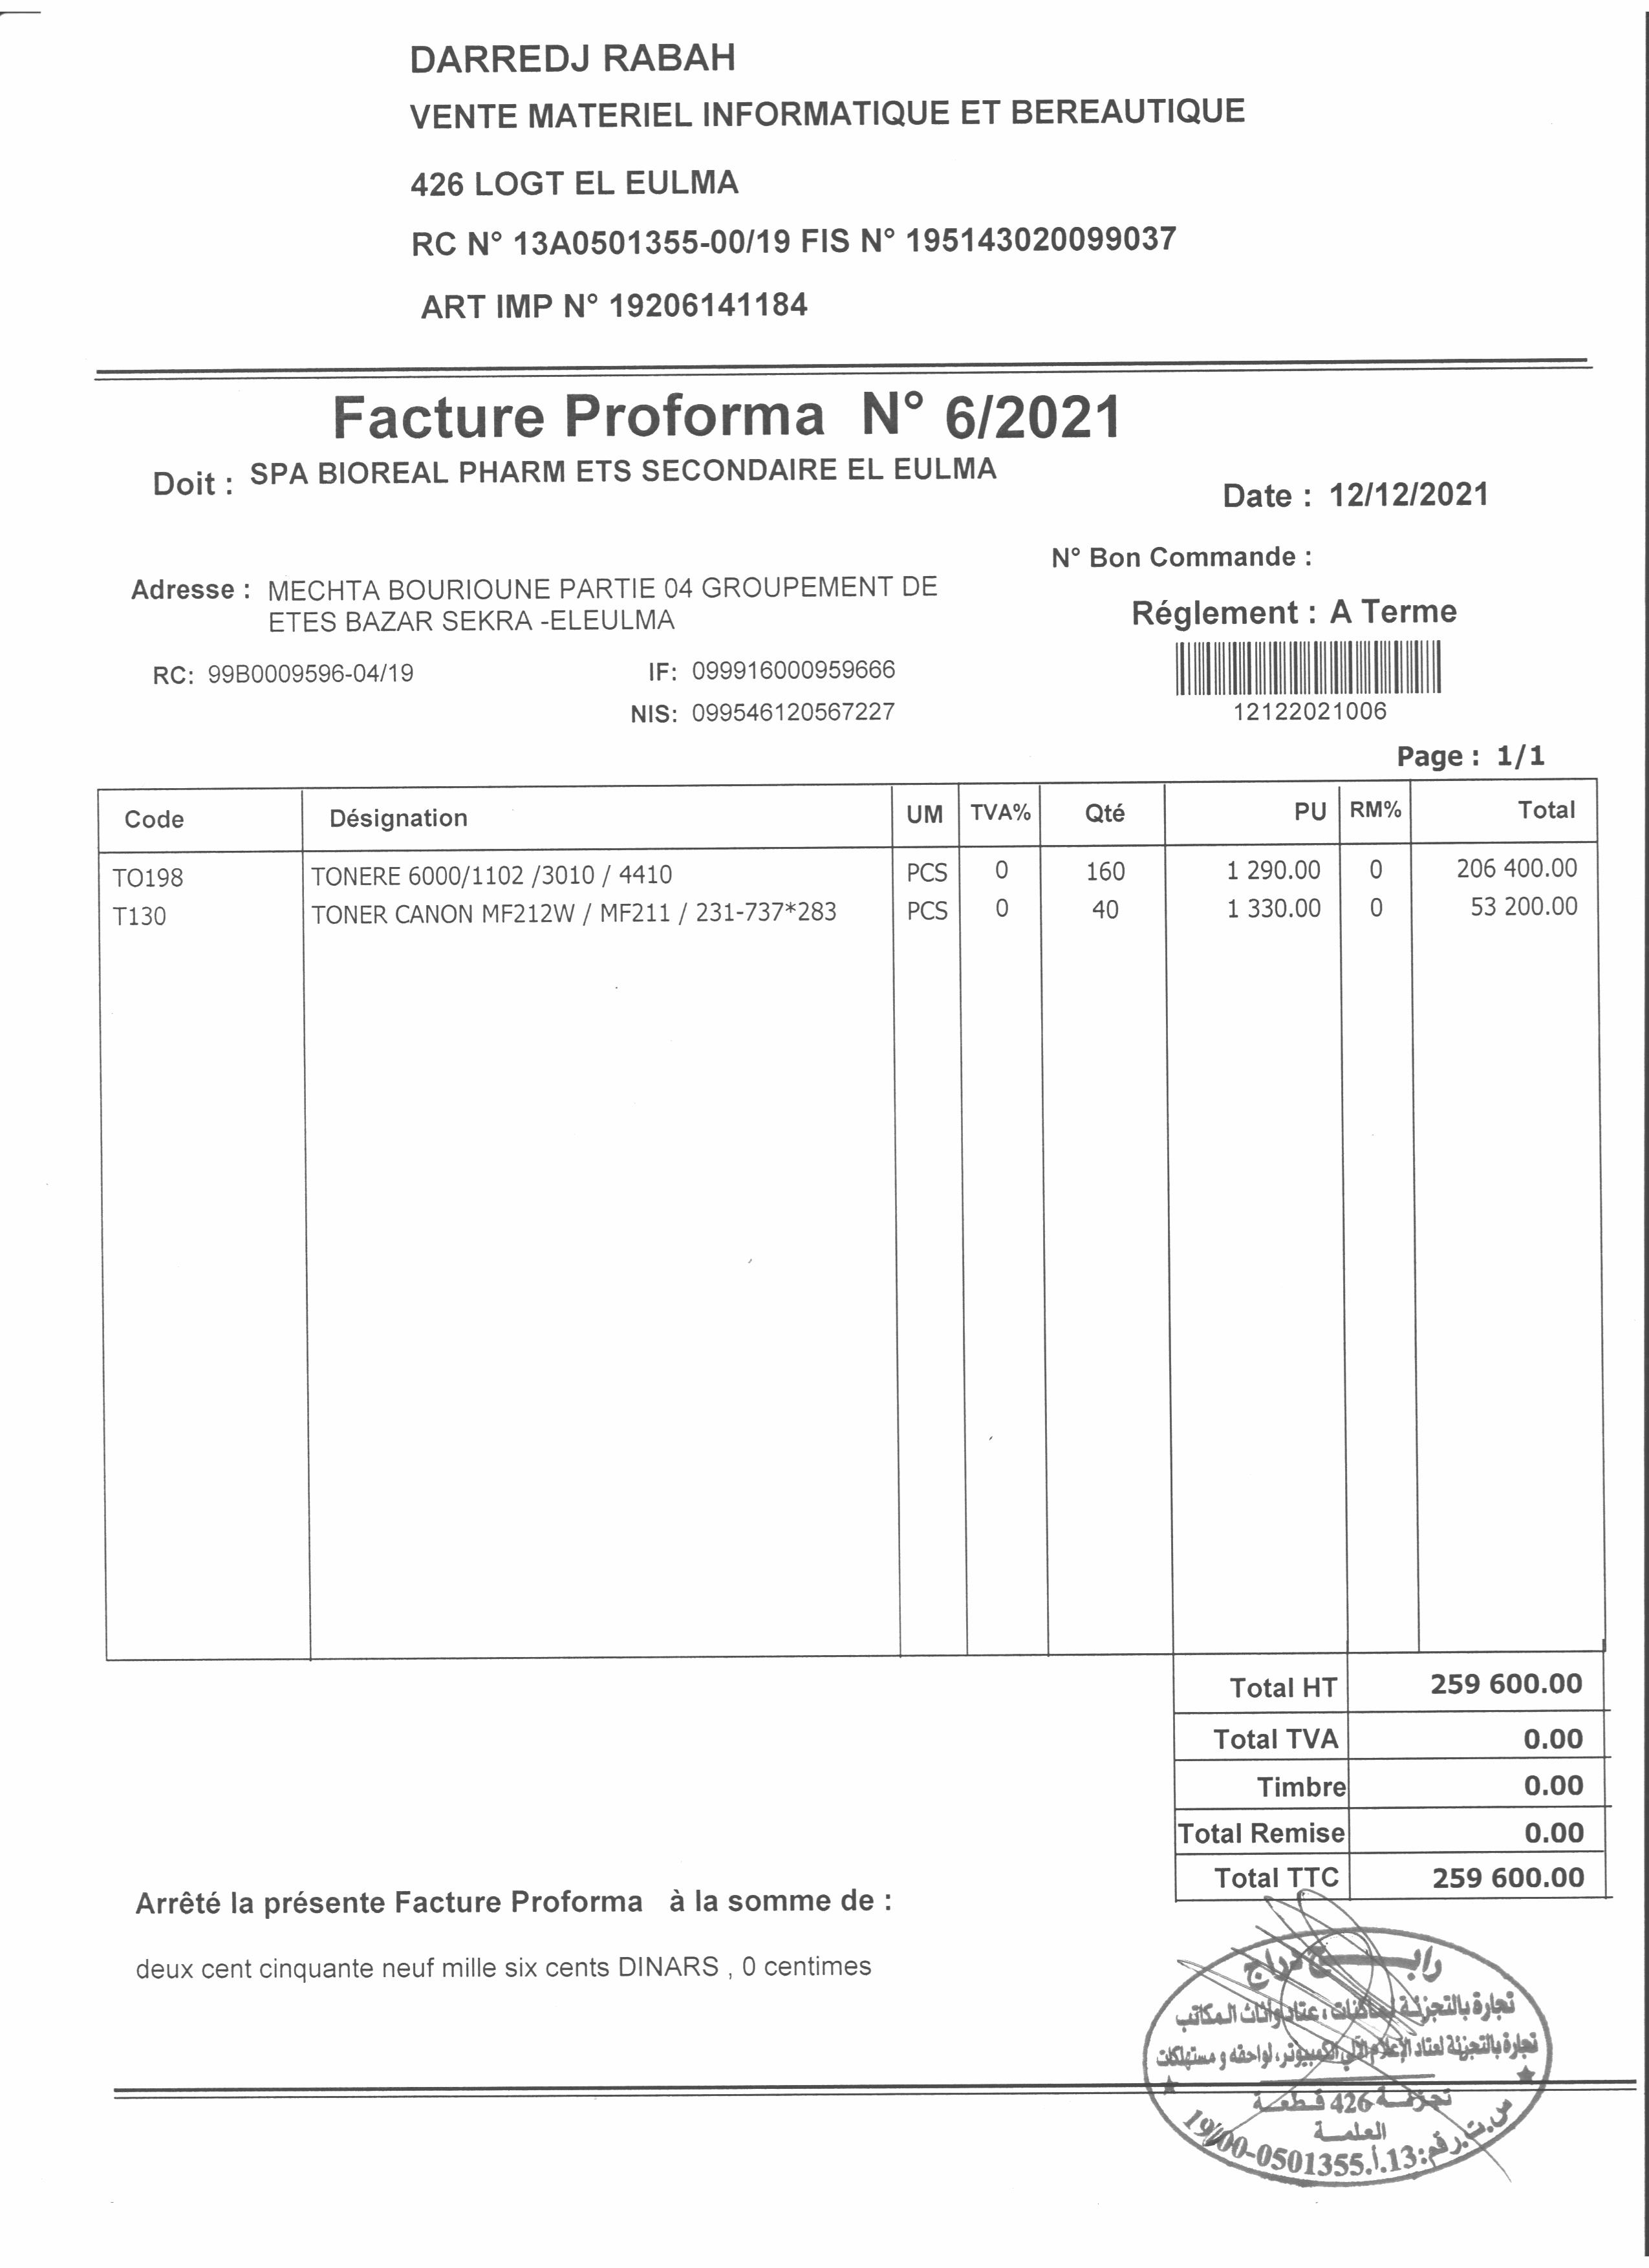 DARREDJ RABAH
VENTE MATERIEL INFORMATIQUE ET BEREAUTIQUE
426 LOGT EL EULMA
RC N° 13A0501355-00/19 FIS N° 195143020099037
ART IMP N° 19206141184
Facture Proforma N° 6/2021
Doit : SPA BIOREAL PHARM ETS SECONDAIRE EL EULMA
Date : 12/12/2021
N° Bon Commande :
Adresse : MECHTA BOURIOUNE PARTIE 04 GROUPEMENT DE
ETES BAZAR SEKRA -ELEULMA
Réglement : A Terme
RC: 99B0009596-04/19 IF: 099916000959666
NIS: 099546120567227
12122021006
Page : 1/1
Code Désignation UM TVA% Qté PU RM% Total
TO198 TONERE 6000/1102 /3010 / 4410 PCS 0 160 1 290.00 0 206 400.00
T130 TONER CANON MF212W / MF211 / 231-737*283 PCS 0 40 1 330.00 0 53 200.00
Total HT 259 600.00
Total TVA 0.00
Timbre 0.00
Total Remise 0.00
Total TTC 259 600.00
Arrêté la présente Facture Proforma à la somme de :
deux cent cinquante neuf mille six cents DINARS , 0 centimes
رابح دراج
تجارة بالتجزئة لماكنات، عتاد وأثاث المكاتب
تجارة بالتجزئة لعتاد الإعلام الآلي الكمبيوتر، لواحقه و مستهلكات
تجزئة 426 قطعة
العلمة
س.ت.رقم:13.أ.0501355-19/00